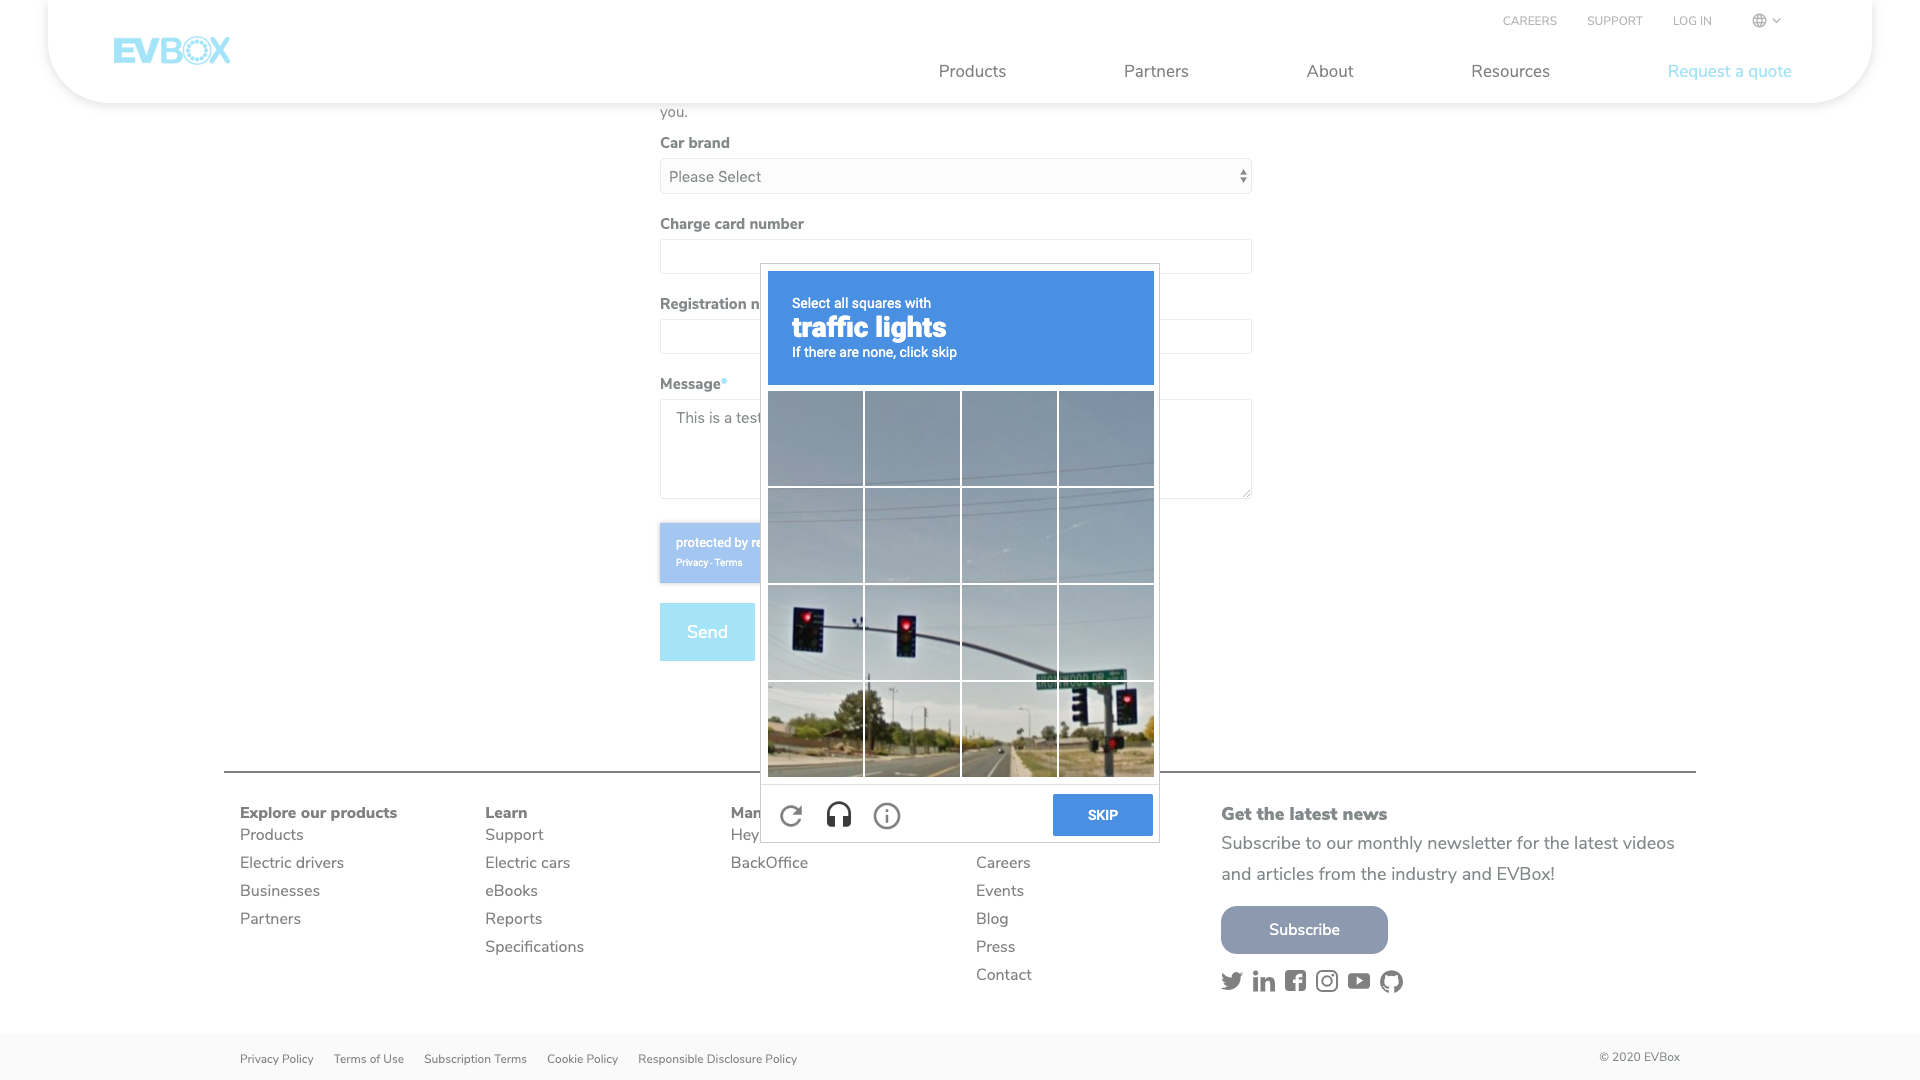 CAREERS
SUPPORT
LOG IN
EVBOX
Products
Partners
About
Resources
Request a quote
you.
Car brand
Please Select
Charge card number
Registration n
Message*
This is a test
protected by re
Privacy - Terms
Send
Select all squares with
traffic lights
If there are none, click skip
IRONWOOD DR
SKIP
Explore our products
Products
Electric drivers
Businesses
Partners
Learn
Support
Electric cars
eBooks
Reports
Specifications
Man
Hey
BackOffice
Careers
Events
Blog
Press
Contact
Get the latest news
Subscribe to our monthly newsletter for the latest videos
and articles from the industry and EVBox!
Subscribe
Privacy Policy
Terms of Use
Subscription Terms
Cookie Policy
Responsible Disclosure Policy
© 2020 EVBox